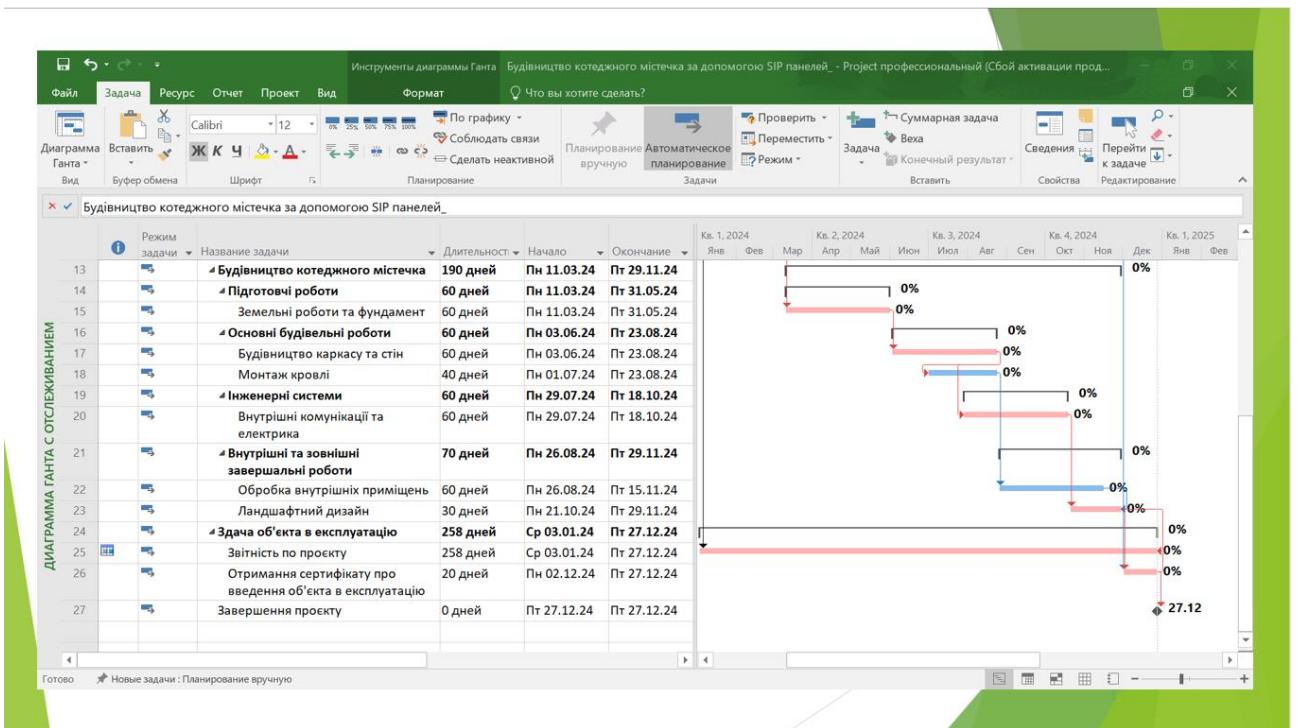 Инструменты диаграммы Ганта Будівництво котеджного містечка за допомогою SIP панелей_ - Project профессиональный (Сбой активации прод...
Файл Задача Ресурс Отчет Проект Вид Формат Что вы хотите сделать?
Диаграмма Ганта
Вид
Вставить
Буфер обмена
Calibri 12
Ж К Ч А
Шрифт
0% 25% 50% 75% 100%
По графику
Соблюдать связи
Сделать неактивной
Планирование
Планирование вручную
Автоматическое планирование
Проверить
Переместить
Режим
Задачи
Задача
Суммарная задача
Веха
Конечный результат
Вставить
Сведения
Свойства
Перейти к задаче
Редактирование
Будівництво котеджного містечка за допомогою SIP панелей_
ДИАГРАММА ГАНТА С ОТСЛЕЖИВАНИЕМ
Режим задачи Название задачи Длительност Начало Окончание
Кв. 1, 2024 Кв. 2, 2024 Кв. 3, 2024 Кв. 4, 2024 Кв. 1, 2025
Янв Фев Мар Апр Май Июн Июл Авг Сен Окт Ноя Дек Янв Фев
13 Будівництво котеджного містечка 190 дней Пн 11.03.24 Пт 29.11.24 0%
14 Підготовчі роботи 60 дней Пн 11.03.24 Пт 31.05.24 0%
15 Земельні роботи та фундамент 60 дней Пн 11.03.24 Пт 31.05.24 0%
16 Основні будівельні роботи 60 дней Пн 03.06.24 Пт 23.08.24 0%
17 Будівництво каркасу та стін 60 дней Пн 03.06.24 Пт 23.08.24 0%
18 Монтаж кровлі 40 дней Пн 01.07.24 Пт 23.08.24 0%
19 Інженерні системи 60 дней Пн 29.07.24 Пт 18.10.24 0%
20 Внутрішні комунікації та 60 дней Пн 29.07.24 Пт 18.10.24 0%
електрика
21 Внутрішні та зовнішні 70 дней Пн 26.08.24 Пт 29.11.24 0%
завершальні роботи
22 Обробка внутрішніх приміщень 60 дней Пн 26.08.24 Пт 15.11.24 0%
23 Ландшафтний дизайн 30 дней Пн 21.10.24 Пт 29.11.24 0%
24 Здача об'єкта в експлуатацію 258 дней Ср 03.01.24 Пт 27.12.24 0%
25 Звітність по проєкту 258 дней Ср 03.01.24 Пт 27.12.24 0%
26 Отримання сертифікату про 20 дней Пн 02.12.24 Пт 27.12.24 0%
введення об'єкта в експлуатацію
27 Завершення проєкту 0 дней Пт 27.12.24 Пт 27.12.24 27.12
Готово Новые задачи : Планирование вручную